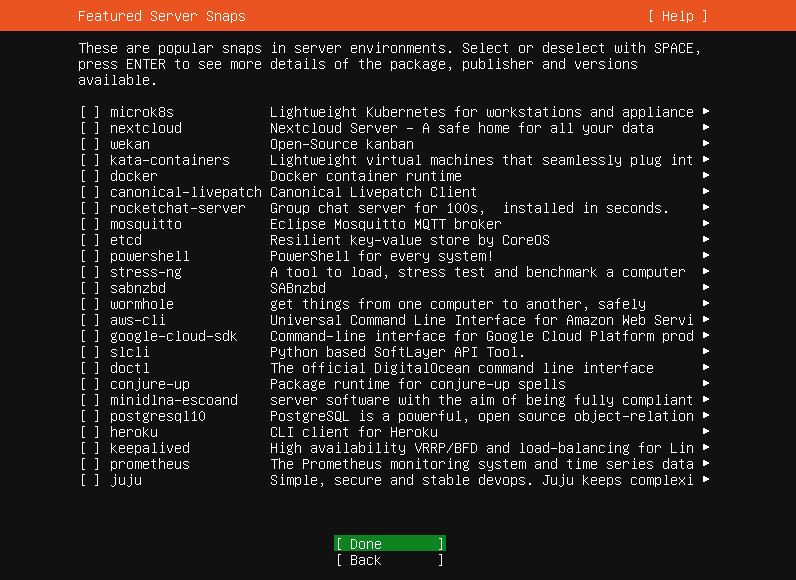 Featured Server Snaps [ Help ]
These are popular snaps in server environments. Select or deselect with SPACE,
press ENTER to see more details of the package, publisher and versions
available.
[ ] microk8s Lightweight Kubernetes for workstations and appliance ▸
[ ] nextcloud Nextcloud Server - A safe home for all your data ▸
[ ] wekan Open-Source kanban ▸
[ ] kata-containers Lightweight virtual machines that seamlessly plug int ▸
[ ] docker Docker container runtime ▸
[ ] canonical-livepatch Canonical Livepatch Client ▸
[ ] rocketchat-server Group chat server for 100s,  installed in seconds. ▸
[ ] mosquitto Eclipse Mosquitto MQTT broker ▸
[ ] etcd Resilient key-value store by CoreOS ▸
[ ] powershell PowerShell for every system! ▸
[ ] stress-ng A tool to load, stress test and benchmark a computer ▸
[ ] sabnzbd SABnzbd ▸
[ ] wormhole get things from one computer to another, safely ▸
[ ] aws-cli Universal Command Line Interface for Amazon Web Servi ▸
[ ] google-cloud-sdk Command-line interface for Google Cloud Platform prod ▸
[ ] slcli Python based SoftLayer API Tool. ▸
[ ] doctl The official DigitalOcean command line interface ▸
[ ] conjure-up Package runtime for conjure-up spells ▸
[ ] minidlna-escoand server software with the aim of being fully compliant ▸
[ ] postgresql10 PostgreSQL is a powerful, open source object-relation ▸
[ ] heroku CLI client for Heroku ▸
[ ] keepalived High availability VRRP/BFD and load-balancing for Lin ▸
[ ] prometheus The Prometheus monitoring system and time series data ▸
[ ] juju Simple, secure and stable devops. Juju keeps complexi ▸
[ Done ]
[ Back ]